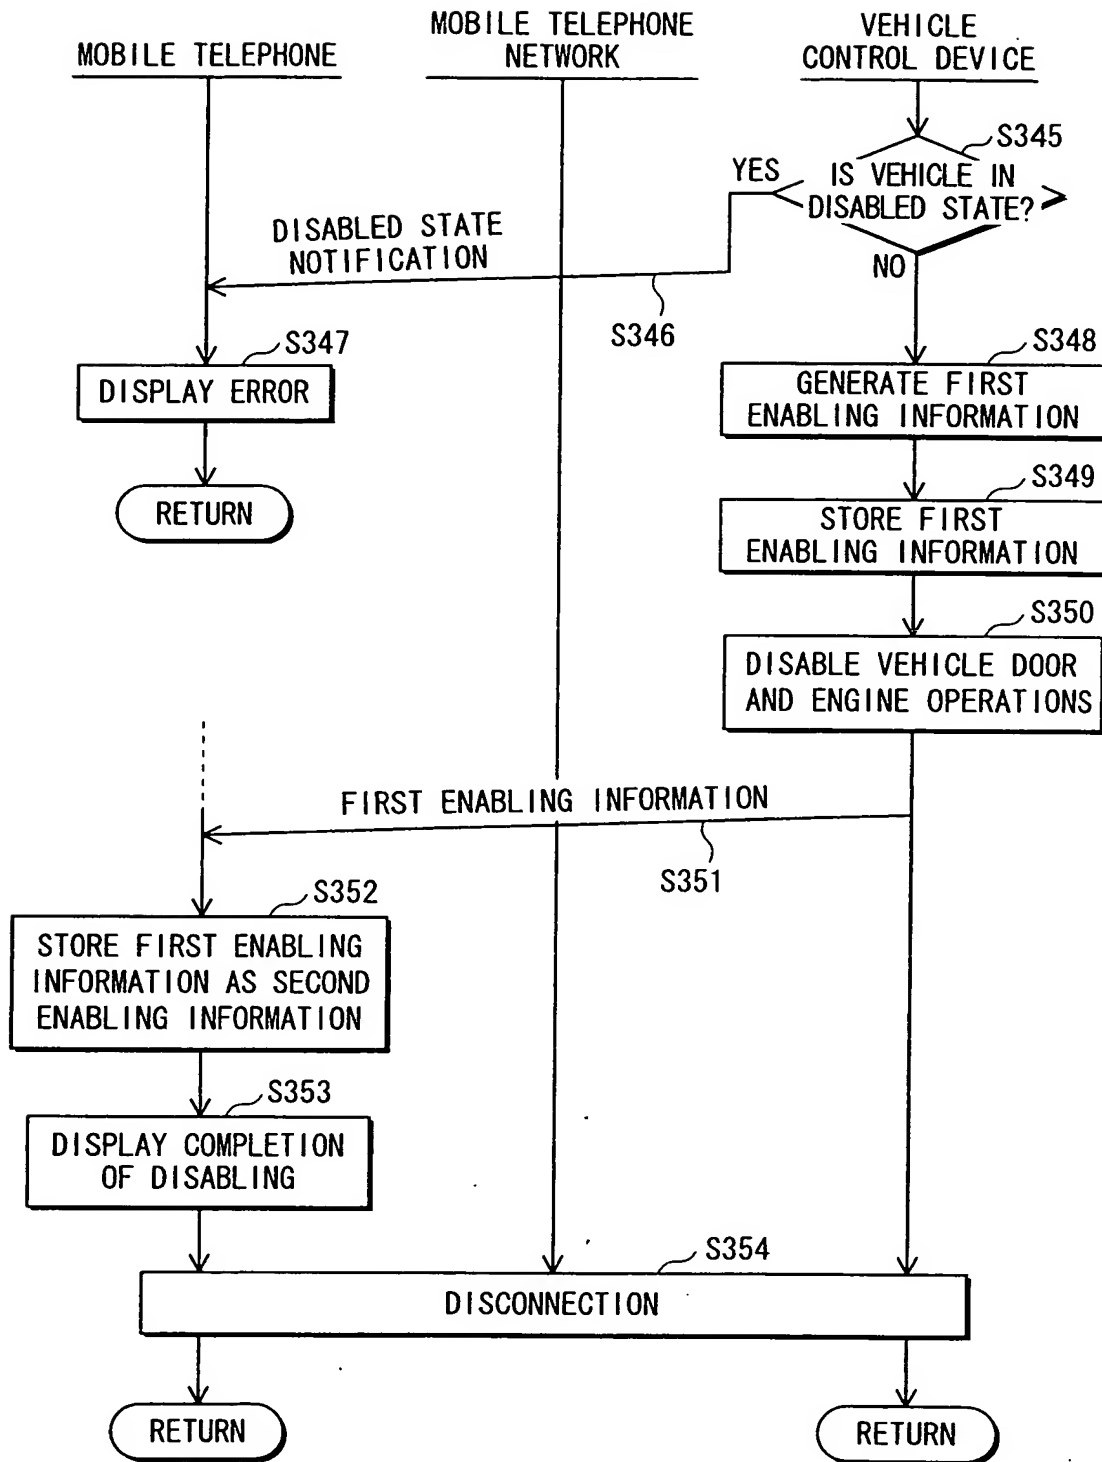 MOBILE TELEPHONE
MOBILE TELEPHONE
NETWORK
VEHICLE
CONTROL DEVICE
S345
YES
IS VEHICLE IN
DISABLED STATE?
DISABLED STATE
NOTIFICATION
NO
S346
S347
DISPLAY ERROR
RETURN
S348
GENERATE FIRST
ENABLING INFORMATION
S349
STORE FIRST
ENABLING INFORMATION
S350
DISABLE VEHICLE DOOR
AND ENGINE OPERATIONS
FIRST ENABLING INFORMATION
S351
S352
STORE FIRST ENABLING
INFORMATION AS SECOND
ENABLING INFORMATION
S353
DISPLAY COMPLETION
OF DISABLING
S354
DISCONNECTION
RETURN
RETURN